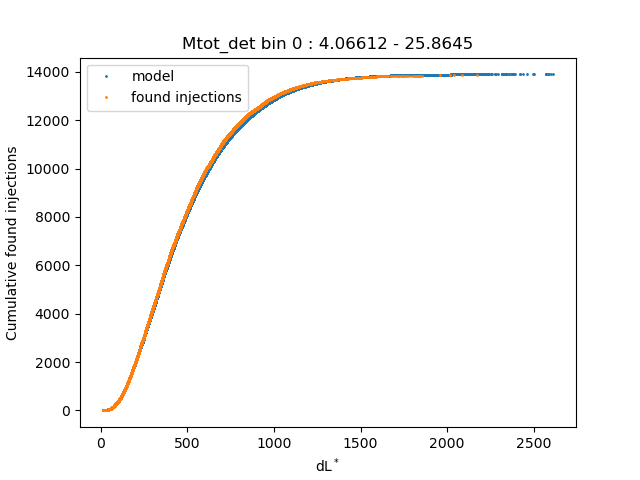 Mtot_det bin 0 : 4.06612 - 25.8645
model
found injections
Cumulative found injections
14000
12000
10000
8000
6000
4000
2000
0
0 500 1000 1500 2000 2500
dL*